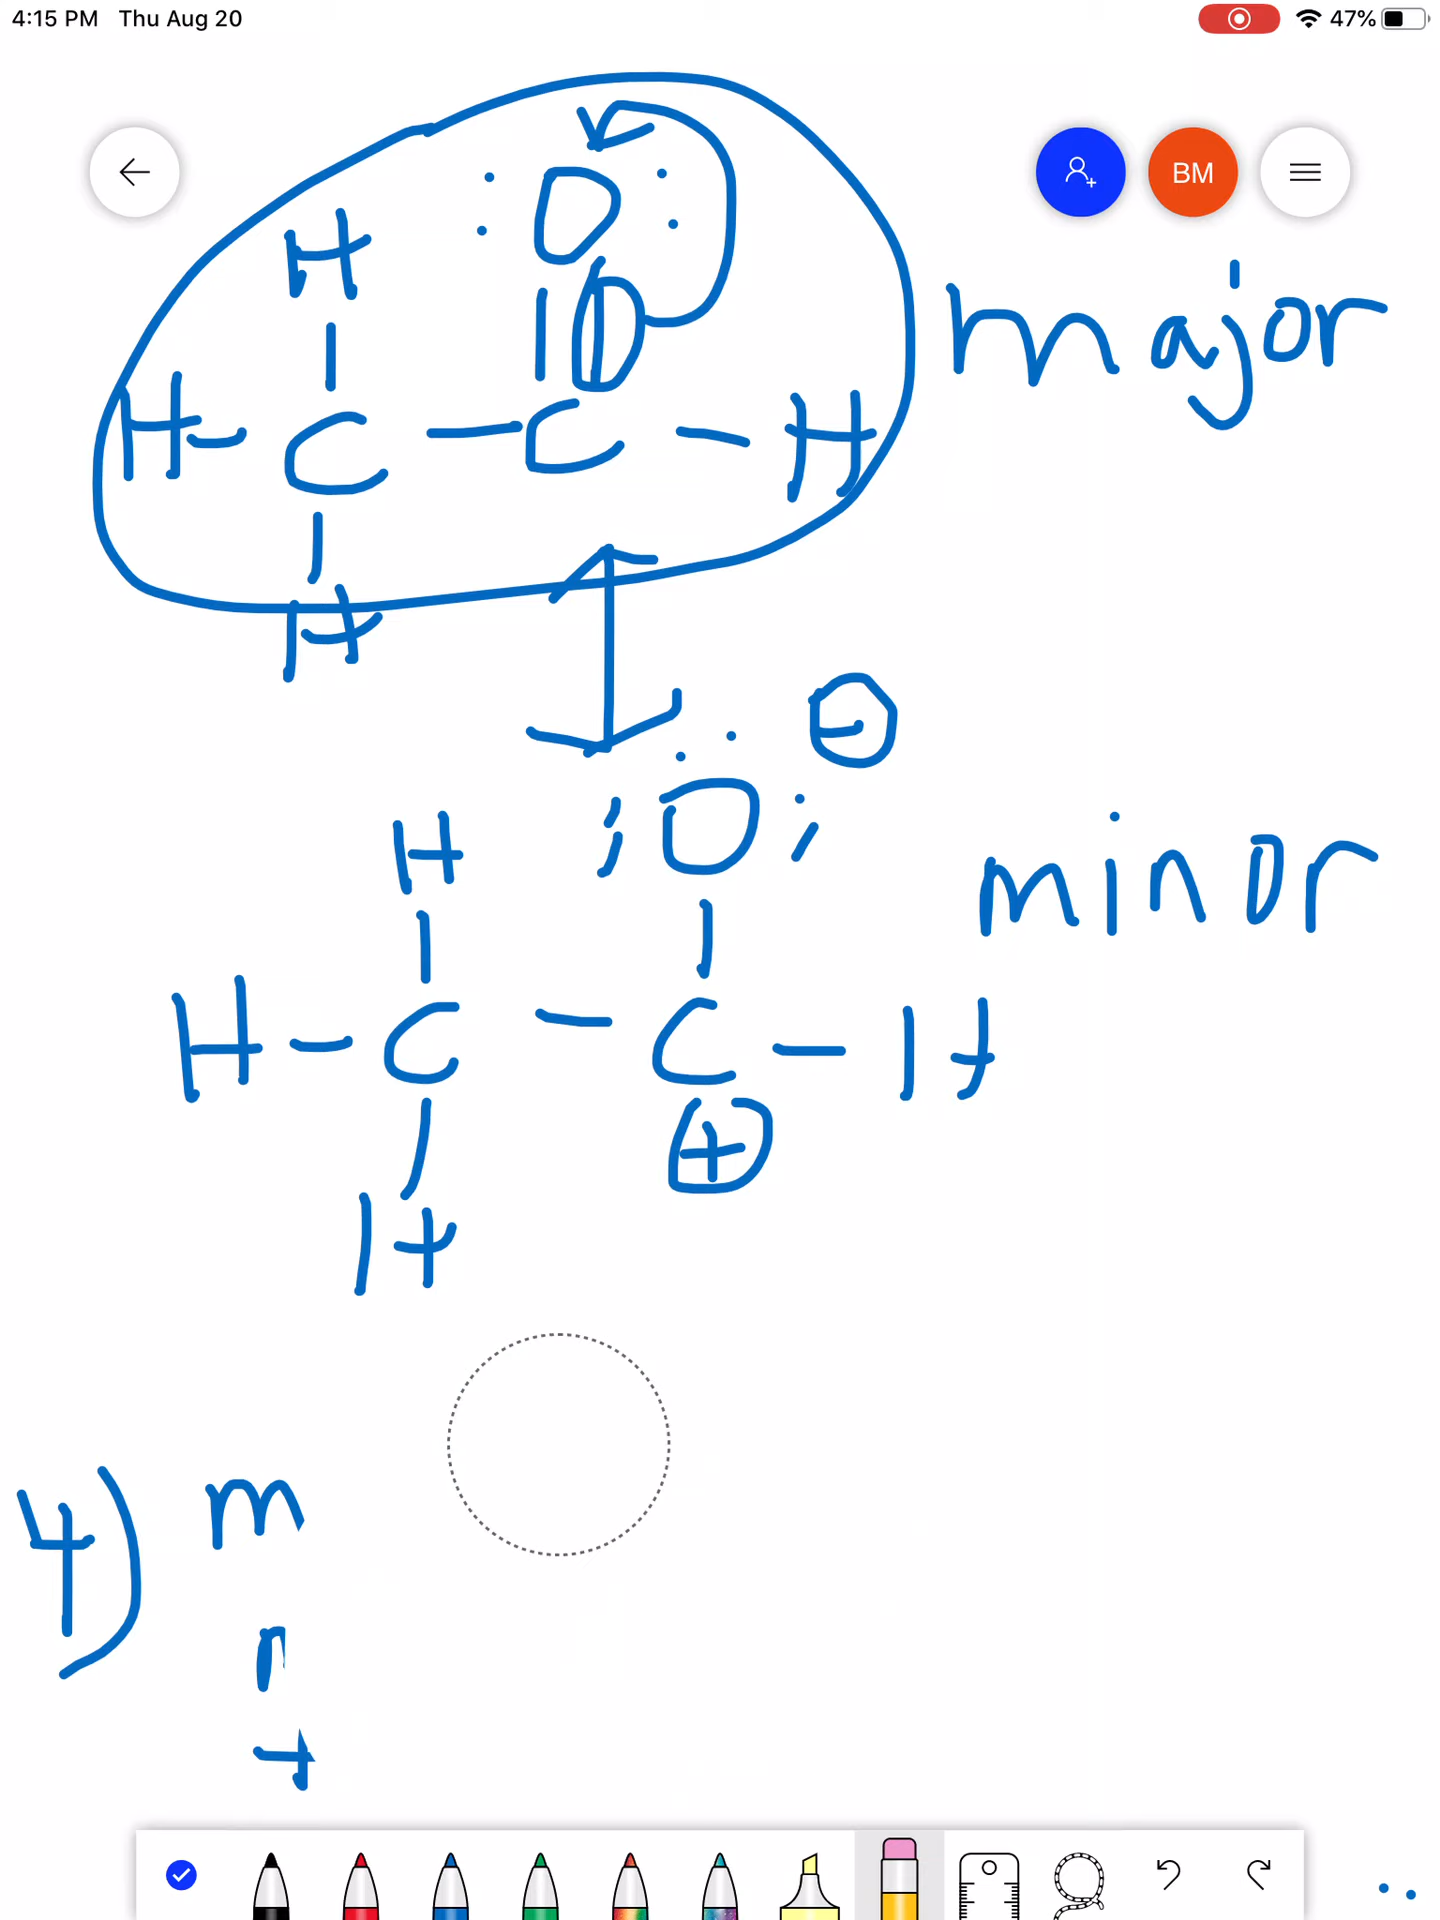 4:15 PM Thu Aug 20 47%
BM
H :O:
major
H-C-C-H
H
⊖
H :O:
minor
H-C-C-H
+
H
4) m